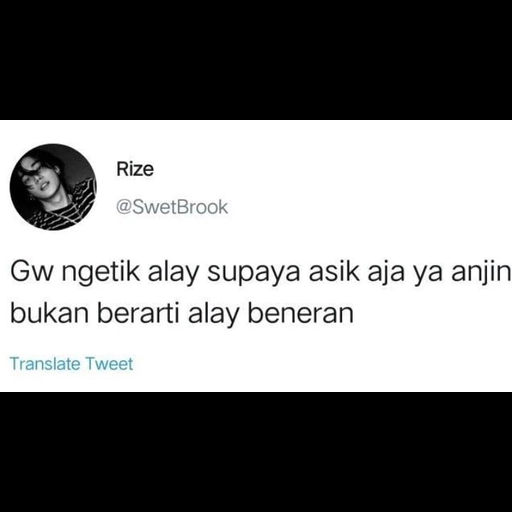 Rize
@SwetBrook
Gw ngetik alay supaya asik aja ya anjin
bukan berarti alay beneran
Translate Tweet